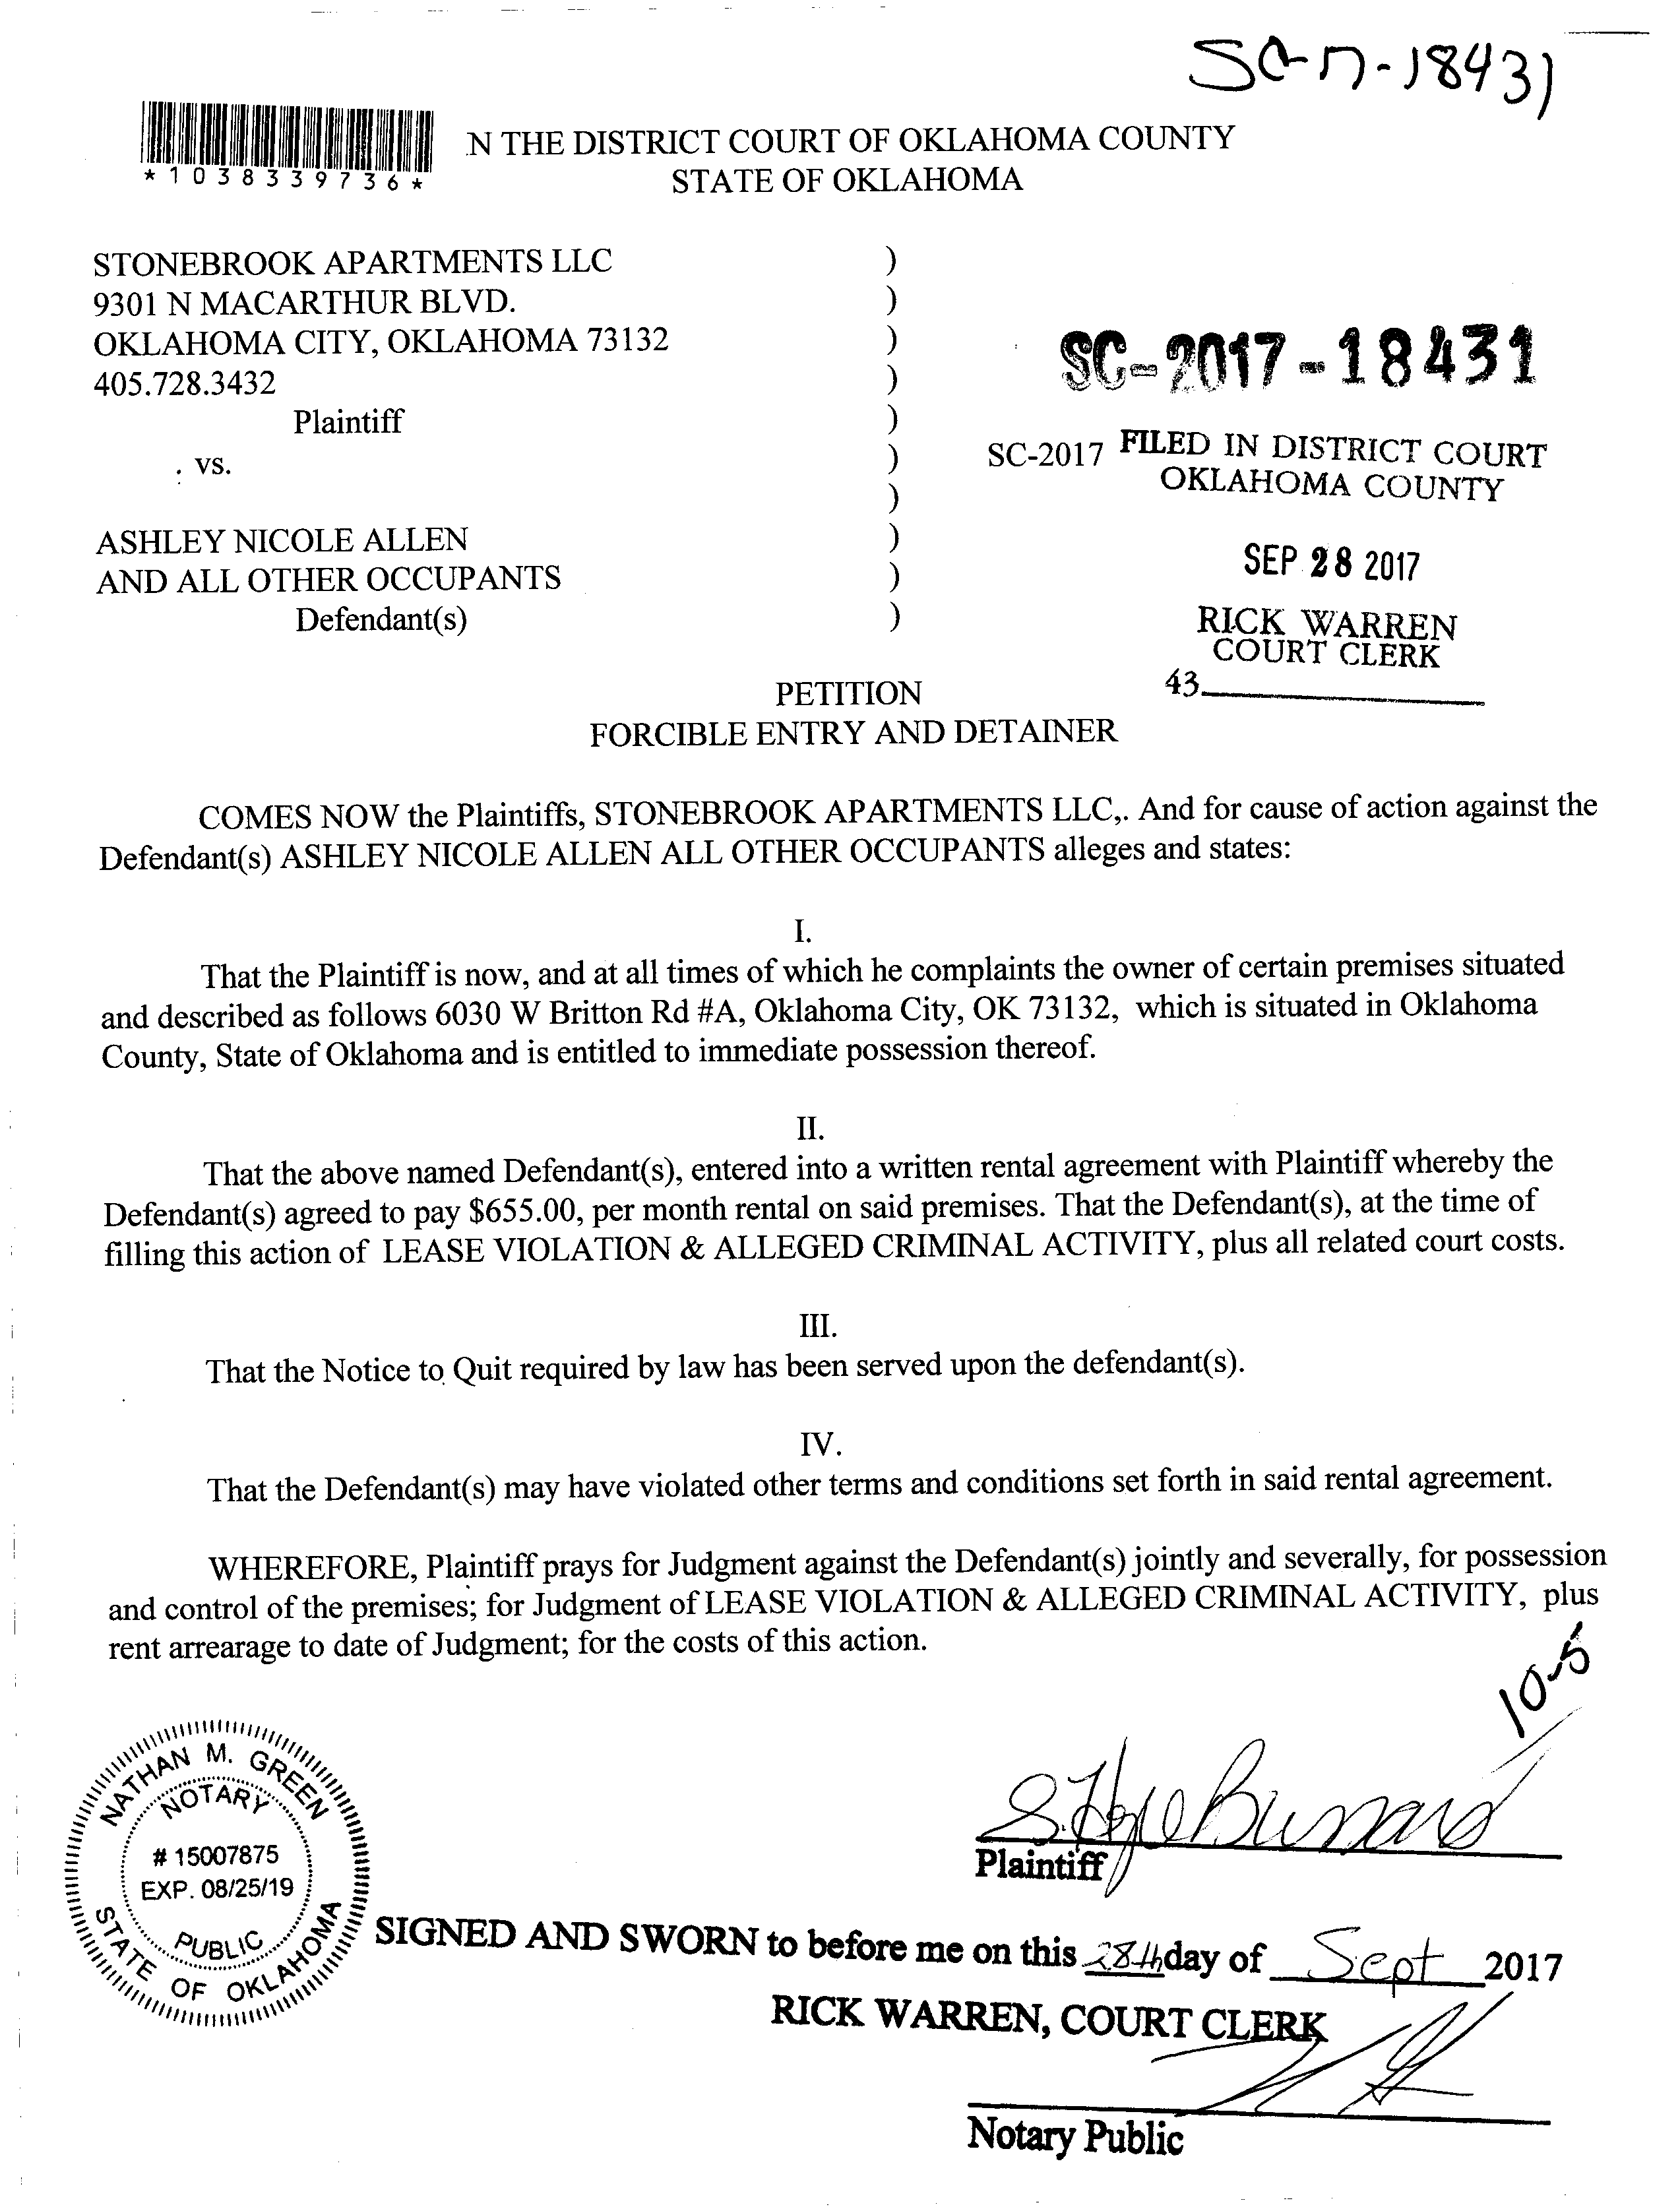 SC-17-18431
*1038339736*
N THE DISTRICT COURT OF OKLAHOMA COUNTY
STATE OF OKLAHOMA
STONEBROOK APARTMENTS LLC )
9301 N MACARTHUR BLVD. )
OKLAHOMA CITY, OKLAHOMA 73132 )
405.728.3432 )
Plaintiff )
. vs. )
)
ASHLEY NICOLE ALLEN )
AND ALL OTHER OCCUPANTS )
Defendant(s) )
SC-2017-18431
SC-2017 FILED IN DISTRICT COURT
OKLAHOMA COUNTY
SEP 28 2017
RICK WARREN
COURT CLERK
43
PETITION
FORCIBLE ENTRY AND DETAINER
COMES NOW the Plaintiffs, STONEBROOK APARTMENTS LLC,. And for cause of action against the
Defendant(s) ASHLEY NICOLE ALLEN ALL OTHER OCCUPANTS alleges and states:
I.
That the Plaintiff is now, and at all times of which he complaints the owner of certain premises situated
and described as follows 6030 W Britton Rd #A, Oklahoma City, OK 73132, which is situated in Oklahoma
County, State of Oklahoma and is entitled to immediate possession thereof.
II.
That the above named Defendant(s), entered into a written rental agreement with Plaintiff whereby the
Defendant(s) agreed to pay $655.00, per month rental on said premises. That the Defendant(s), at the time of
filling this action of LEASE VIOLATION & ALLEGED CRIMINAL ACTIVITY, plus all related court costs.
III.
That the Notice to Quit required by law has been served upon the defendant(s).
IV.
That the Defendant(s) may have violated other terms and conditions set forth in said rental agreement.
WHEREFORE, Plaintiff prays for Judgment against the Defendant(s) jointly and severally, for possession
and control of the premises; for Judgment of LEASE VIOLATION & ALLEGED CRIMINAL ACTIVITY, plus
rent arrearage to date of Judgment; for the costs of this action.
10-5
NATHAN M. GREEN
NOTARY
# 15007875
EXP. 08/25/19
PUBLIC
STATE OF OKLAHOMA
Plaintiff
SIGNED AND SWORN to before me on this 28th day of Sept 2017
RICK WARREN, COURT CLERK
Notary Public